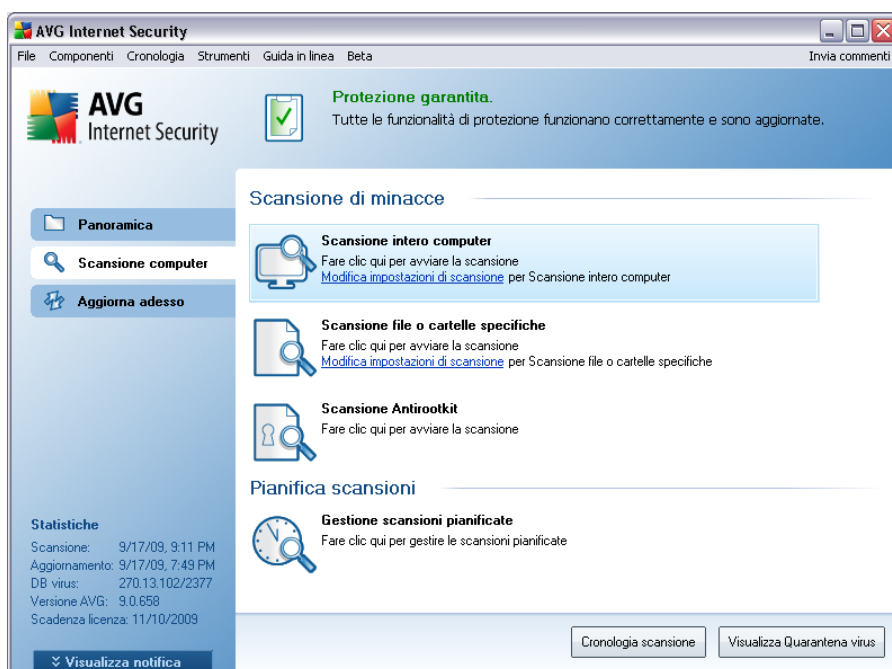 AVG Internet Security
File Componenti Cronologia Strumenti Guida in linea Beta Invia commenti
AVG
Internet Security
Protezione garantita.
Tutte le funzionalità di protezione funzionano correttamente e sono aggiornate.
Panoramica
Scansione computer
Aggiorna adesso
Scansione di minacce
Scansione intero computer
Fare clic qui per avviare la scansione
Modifica impostazioni di scansione per Scansione intero computer
Scansione file o cartelle specifiche
Fare clic qui per avviare la scansione
Modifica impostazioni di scansione per Scansione file o cartelle specifiche
Scansione Antirootkit
Fare clic qui per avviare la scansione
Pianifica scansioni
Gestione scansioni pianificate
Fare clic qui per gestire le scansioni pianificate
Statistiche
Scansione: 9/17/09, 9:11 PM
Aggiornamento: 9/17/09, 7:49 PM
DB virus: 270.13.102/2377
Versione AVG: 9.0.658
Scadenza licenza: 11/10/2009
Visualizza notifica
Cronologia scansione
Visualizza Quarantena virus